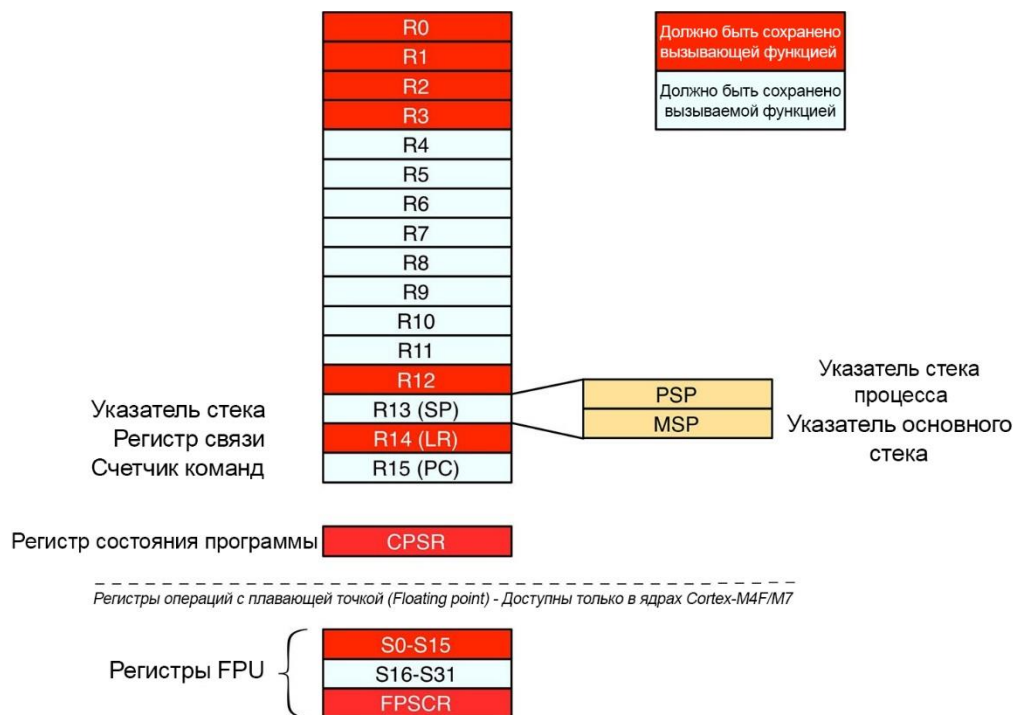 R0
R1
R2
R3
R4
R5
R6
R7
R8
R9
R10
R11
R12
R13 (SP)
R14 (LR)
R15 (PC)
Должно быть сохранено
вызывающей функцией
Должно быть сохранено
вызываемой функцией
Указатель стека
Регистр связи
Счетчик команд
PSP
MSP
Указатель стека
процесса
Указатель основного
стека
Регистр состояния программы
CPSR
Регистры операций с плавающей точкой (Floating point) - Доступны только в ядрах Cortex-M4F/M7
Регистры FPU
S0-S15
S16-S31
FPSCR